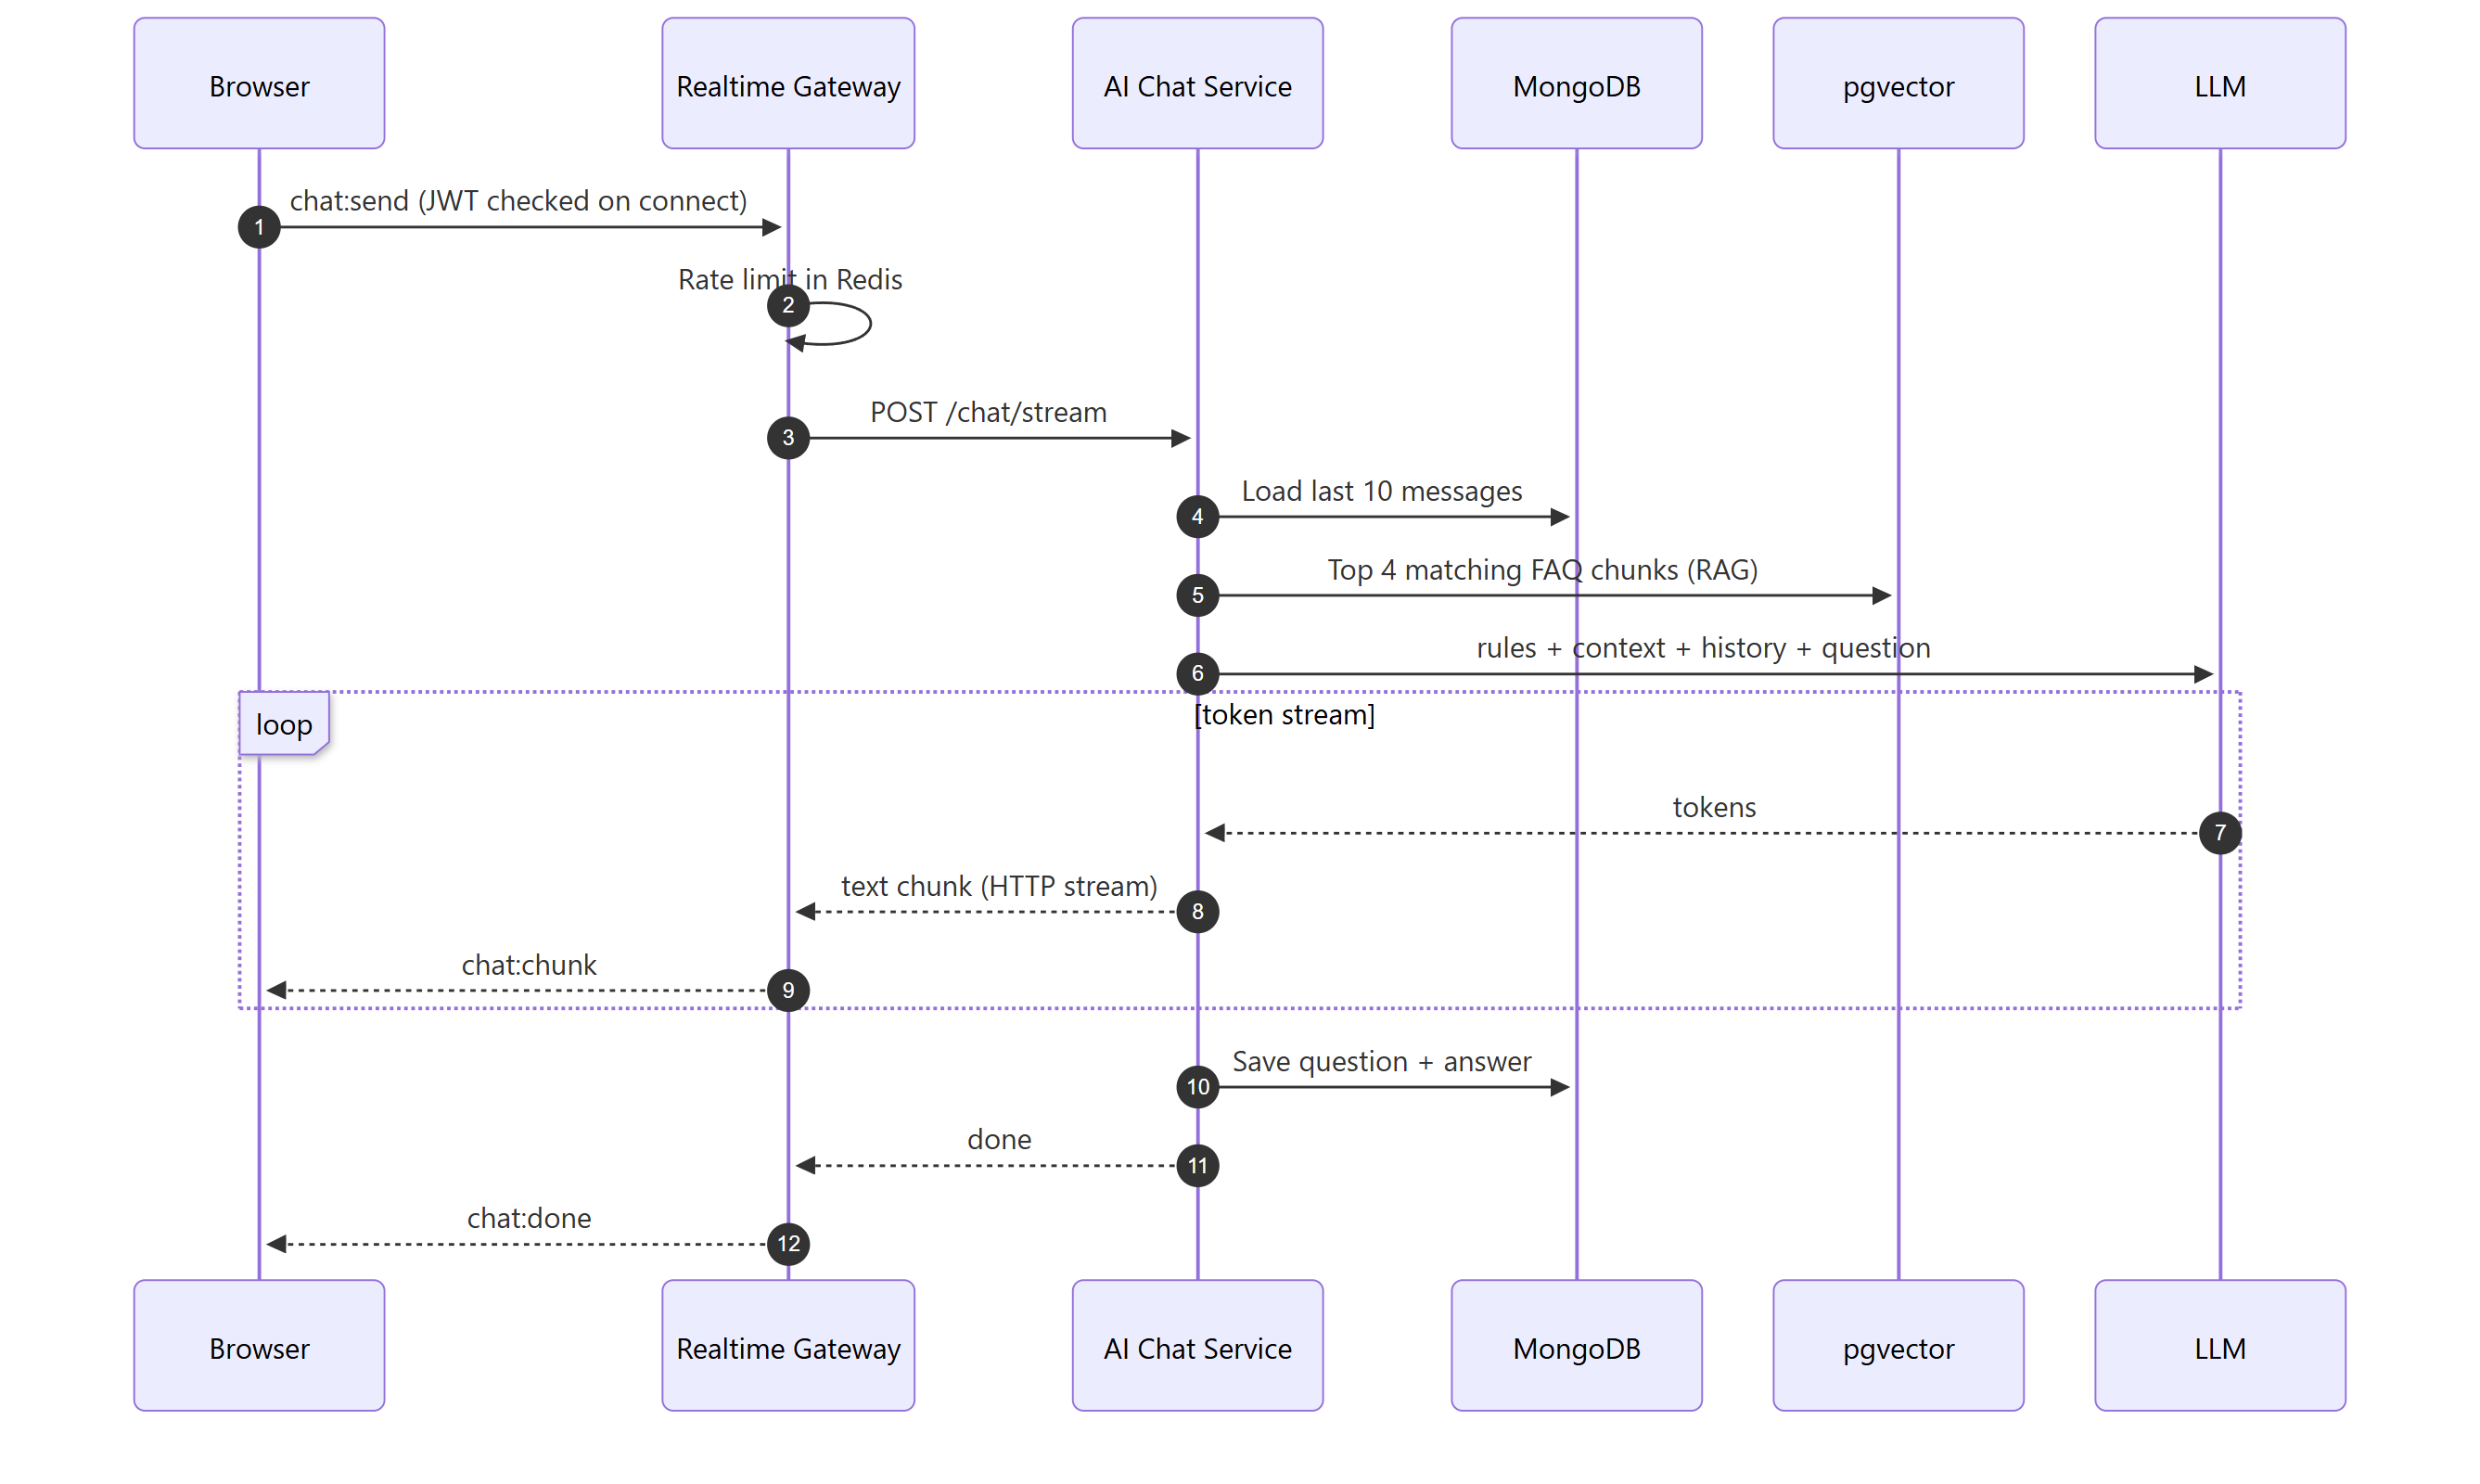 Browser
Realtime Gateway
AI Chat Service
MongoDB
pgvector
LLM
chat:send (JWT checked on connect)
1
Rate limit in Redis
2
POST /chat/stream
3
Load last 10 messages
4
Top 4 matching FAQ chunks (RAG)
5
rules + context + history + question
6
loop
[token stream]
tokens
7
text chunk (HTTP stream)
8
chat:chunk
9
Save question + answer
10
done
11
chat:done
12
Browser
Realtime Gateway
AI Chat Service
MongoDB
pgvector
LLM